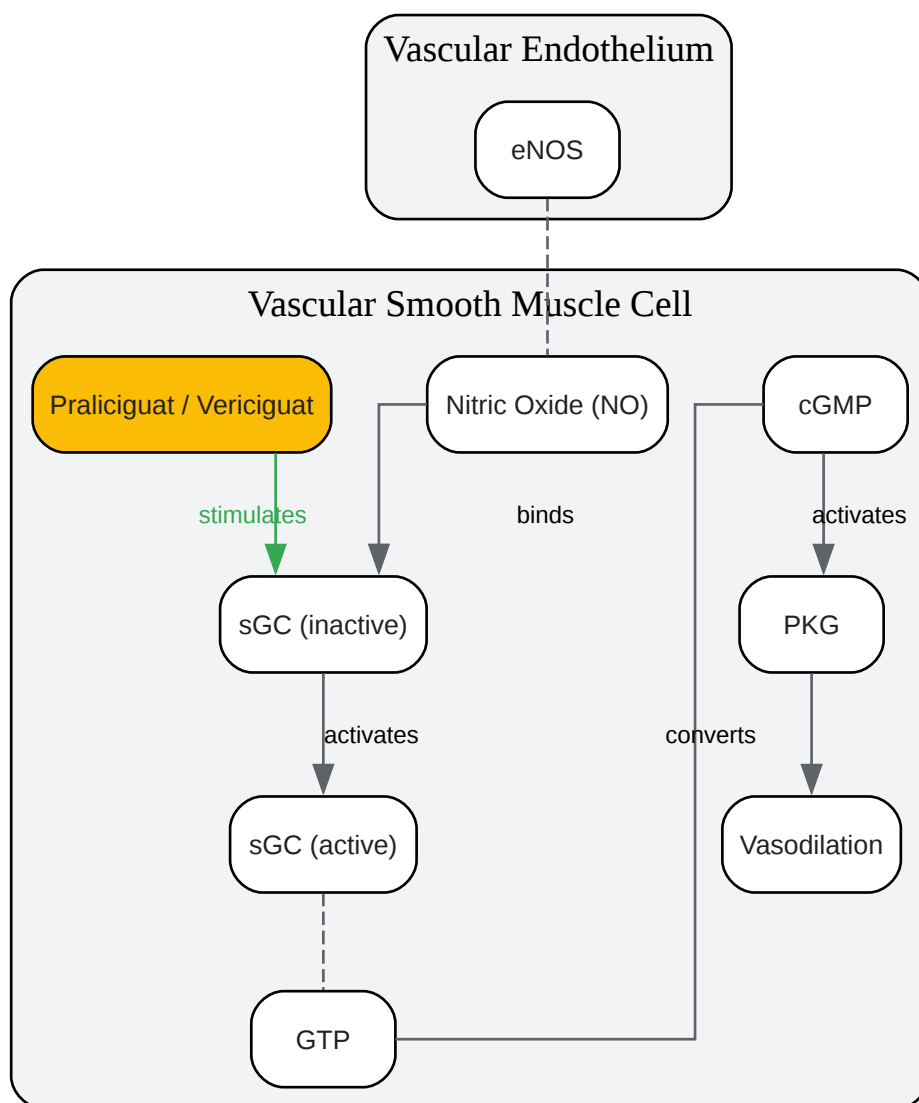 Vascular Endothelium
eNOS
Vascular Smooth Muscle Cell
Praliciguat / Vericiguat
Nitric Oxide (NO)
cGMP
stimulates
binds
activates
sGC (inactive)
PKG
activates
converts
sGC (active)
Vasodilation
GTP